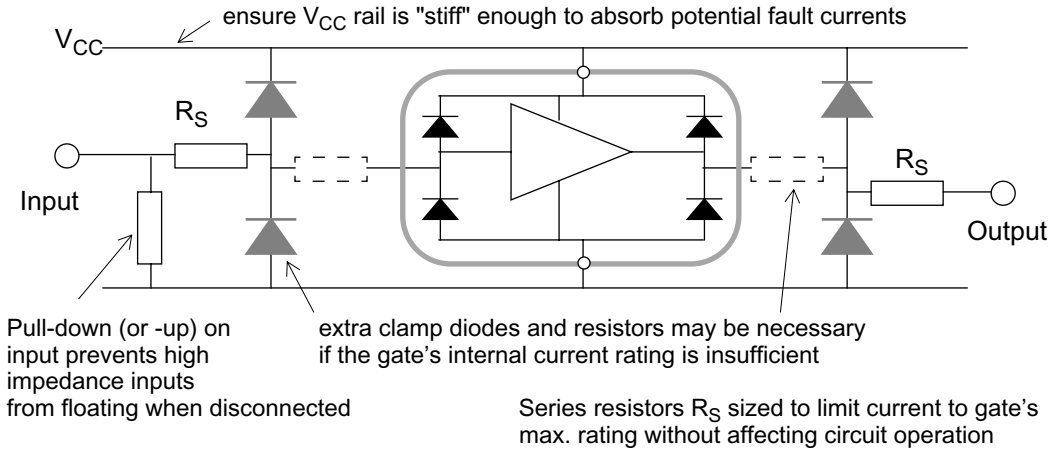 ensure VCC rail is "stiff" enough to absorb potential fault currents
VCC
RS
Input
RS
Output
Pull-down (or -up) on
input prevents high
impedance inputs
from floating when disconnected
extra clamp diodes and resistors may be necessary
if the gate's internal current rating is insufficient
Series resistors RS sized to limit current to gate's
max. rating without affecting circuit operation